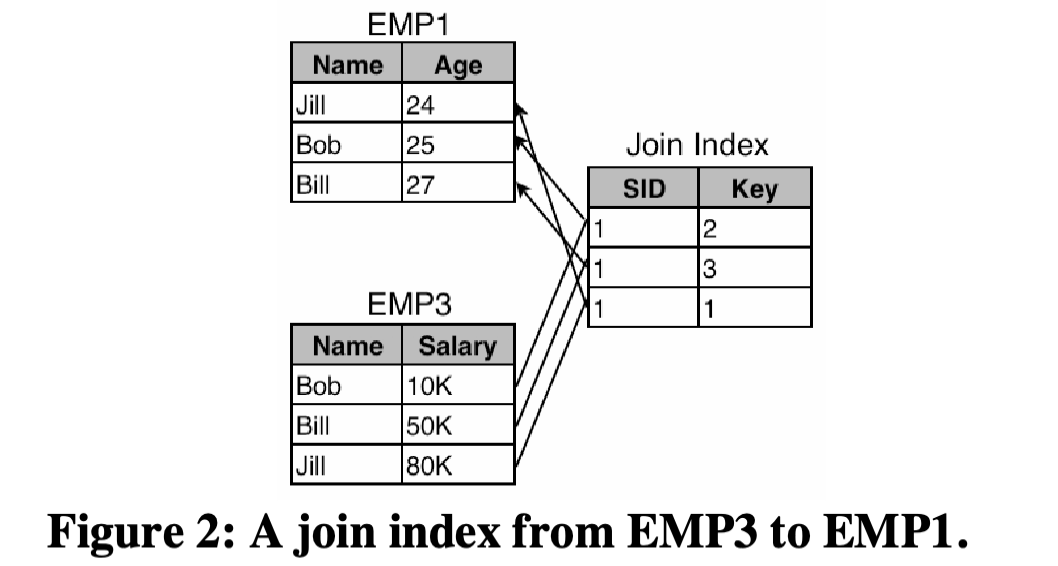 EMP1
Name Age
Jill 24
Bob 25
Bill 27
Join Index
SID Key
1 2
1 3
1 1
EMP3
Name Salary
Bob 10K
Bill 50K
Jill 80K
Figure 2: A join index from EMP3 to EMP1.